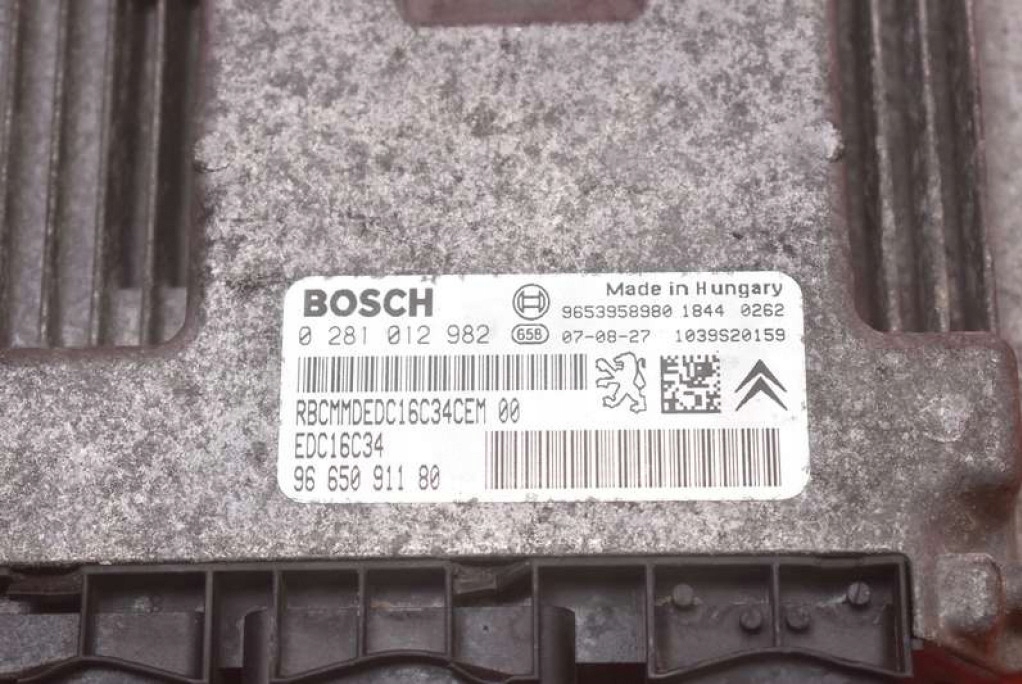 BOSCH
Made in Hungary
9653958980 1844 0262
0 281 012 982 658 07-08-27 1039S20159
RBCMMDEDC16C34CEM 00
EDC16C34
96 650 911 80